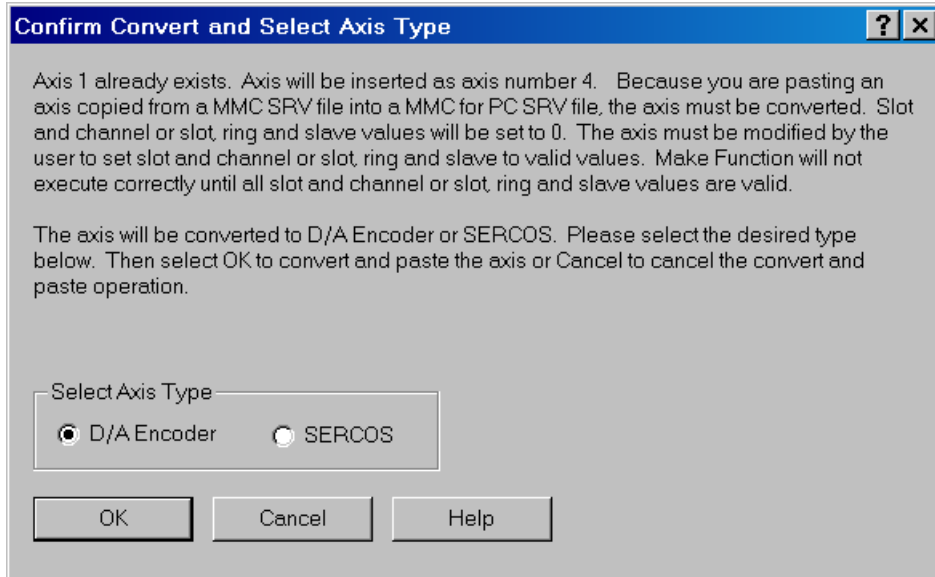 Confirm Convert and Select Axis Type
Axis 1 already exists. Axis will be inserted as axis number 4. Because you are pasting an
axis copied from a MMC SRV file into a MMC for PC SRV file, the axis must be converted. Slot
and channel or slot, ring and slave values will be set to 0. The axis must be modified by the
user to set slot and channel or slot, ring and slave to valid values. Make Function will not
execute correctly until all slot and channel or slot, ring and slave values are valid.
The axis will be converted to D/A Encoder or SERCOS. Please select the desired type
below. Then select OK to convert and paste the axis or Cancel to cancel the convert and
paste operation.
Select Axis Type
D/A Encoder SERCOS
OK Cancel Help